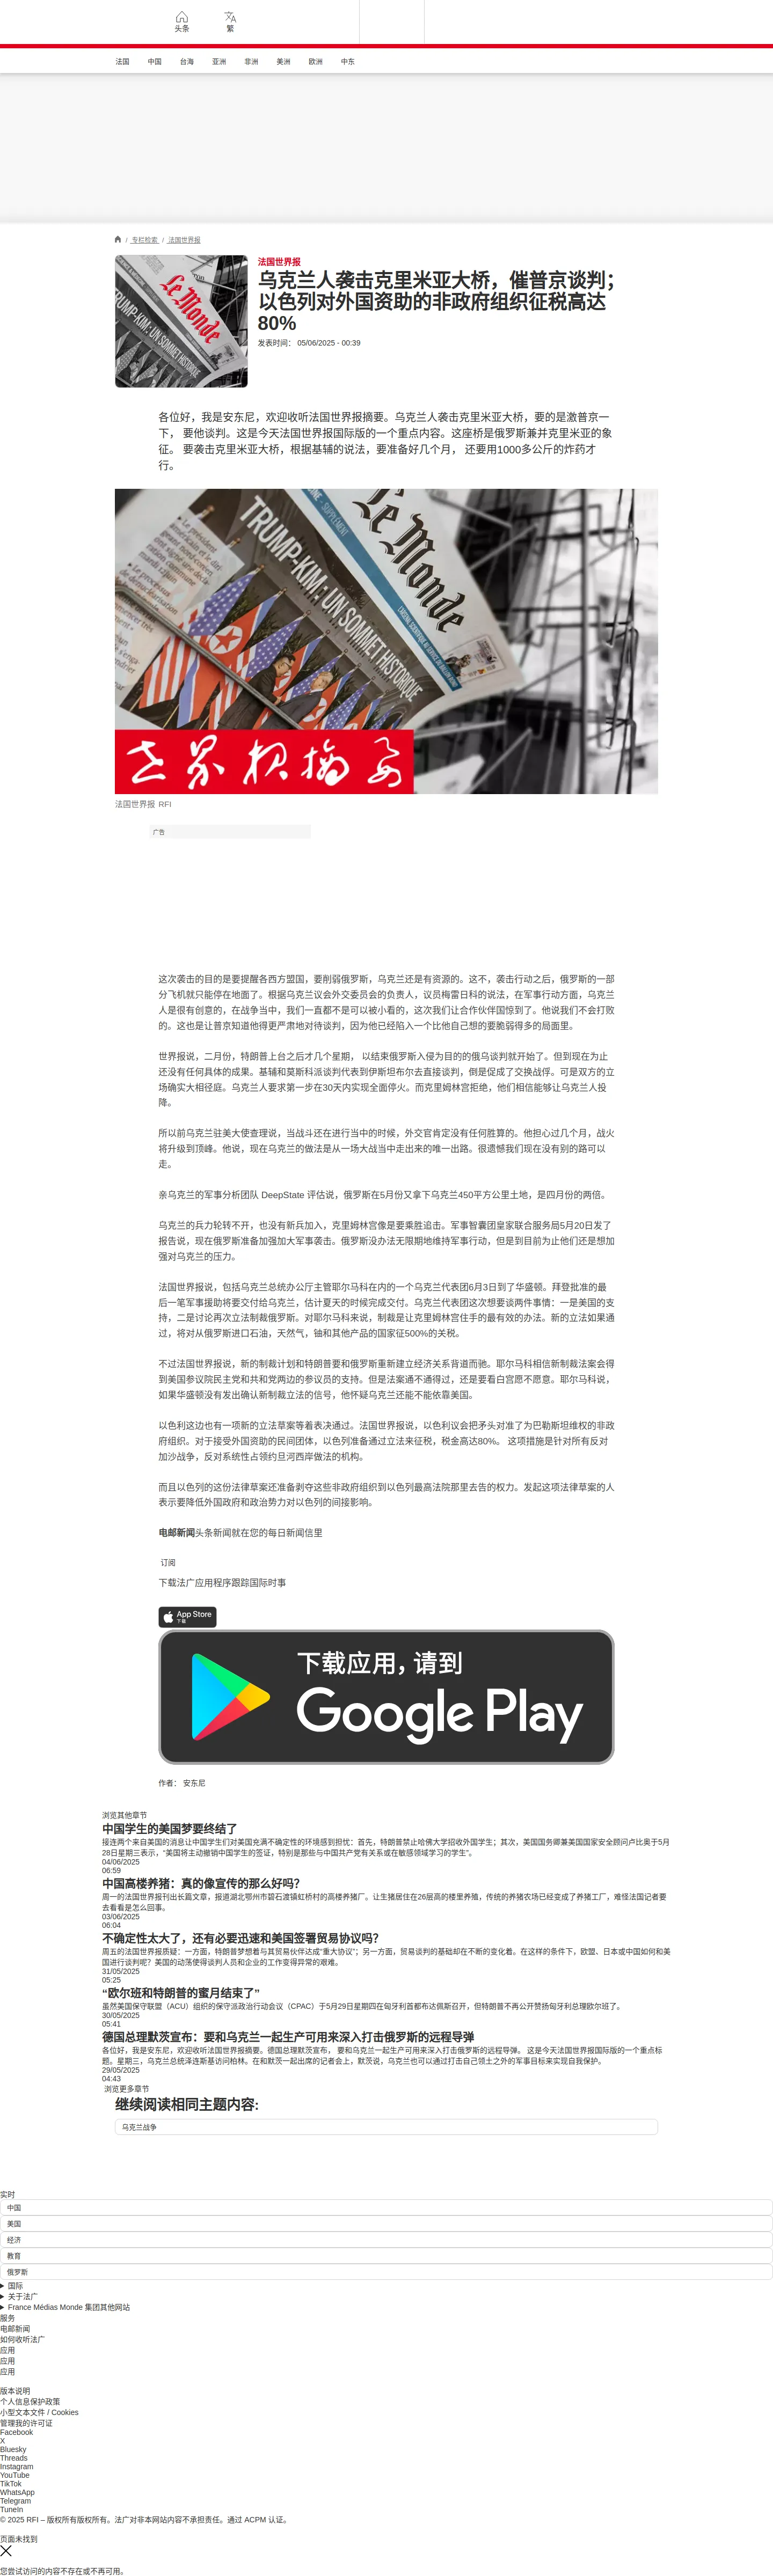 头条
繁
法国
中国
台海
亚洲
非洲
美洲
欧洲
中东
/ 专栏检索 / 法国世界报
法国世界报
乌克兰人袭击克里米亚大桥，催普京谈判；
以色列对外国资助的非政府组织征税高达
80%
发表时间： 05/06/2025 - 00:39
Le Monde
TRUMP-KIM : UN SOMMET HISTORIQUE
各位好，我是安东尼，欢迎收听法国世界报摘要。乌克兰人袭击克里米亚大桥，要的是激普京一
下， 要他谈判。这是今天法国世界报国际版的一个重点内容。这座桥是俄罗斯兼并克里米亚的象
征。 要袭击克里米亚大桥，根据基辅的说法，要准备好几个月， 还要用1000多公斤的炸药才
行。
Le Monde
TRUMP-KIM : UN SOMMET HISTORIQUE
世界报摘要
法国世界报 RFI
广告
这次袭击的目的是要提醒各西方盟国，要削弱俄罗斯，乌克兰还是有资源的。这不，袭击行动之后，俄罗斯的一部
分飞机就只能停在地面了。根据乌克兰议会外交委员会的负责人，议员梅雷日科的说法，在军事行动方面，乌克兰
人是很有创意的，在战争当中，我们一直都不是可以被小看的，这次我们让合作伙伴国惊到了。他说我们不会打败
的。这也是让普京知道他得更严肃地对待谈判，因为他已经陷入一个比他自己想的要脆弱得多的局面里。
世界报说，二月份，特朗普上台之后才几个星期， 以结束俄罗斯入侵为目的的俄乌谈判就开始了。但到现在为止
还没有任何具体的成果。基辅和莫斯科派谈判代表到伊斯坦布尔去直接谈判，倒是促成了交换战俘。可是双方的立
场确实大相径庭。乌克兰人要求第一步在30天内实现全面停火。而克里姆林宫拒绝，他们相信能够让乌克兰人投
降。
所以前乌克兰驻美大使查理说，当战斗还在进行当中的时候，外交官肯定没有任何胜算的。他担心过几个月，战火
将升级到顶峰。他说，现在乌克兰的做法是从一场大战当中走出来的唯一出路。很遗憾我们现在没有别的路可以
走。
亲乌克兰的军事分析团队 DeepState 评估说，俄罗斯在5月份又拿下乌克兰450平方公里土地，是四月份的两倍。
乌克兰的兵力轮转不开，也没有新兵加入，克里姆林宫像是要乘胜追击。军事智囊团皇家联合服务局5月20日发了
报告说，现在俄罗斯准备加强加大军事袭击。俄罗斯没办法无限期地维持军事行动，但是到目前为止他们还是想加
强对乌克兰的压力。
法国世界报说，包括乌克兰总统办公厅主管耶尔马科在内的一个乌克兰代表团6月3日到了华盛顿。拜登批准的最
后一笔军事援助将要交付给乌克兰，估计夏天的时候完成交付。乌克兰代表团这次想要谈两件事情：一是美国的支
持，二是讨论再次立法制裁俄罗斯。对耶尔马科来说，制裁是让克里姆林宫住手的最有效的办法。新的立法如果通
过，将对从俄罗斯进口石油，天然气，铀和其他产品的国家征500%的关税。
不过法国世界报说，新的制裁计划和特朗普要和俄罗斯重新建立经济关系背道而驰。耶尔马科相信新制裁法案会得
到美国参议院民主党和共和党两边的参议员的支持。但是法案通不通得过，还是要看白宫愿不愿意。耶尔马科说，
如果华盛顿没有发出确认新制裁立法的信号，他怀疑乌克兰还能不能依靠美国。
以色利这边也有一项新的立法草案等着表决通过。法国世界报说，以色利议会把矛头对准了为巴勒斯坦维权的非政
府组织。对于接受外国资助的民间团体，以色列准备通过立法来征税，税金高达80%。 这项措施是针对所有反对
加沙战争，反对系统性占领约旦河西岸做法的机构。
而且以色列的这份法律草案还准备剥夺这些非政府组织到以色列最高法院那里去告的权力。发起这项法律草案的人
表示要降低外国政府和政治势力对以色列的间接影响。
电邮新闻头条新闻就在您的每日新闻信里
订阅
下载法广应用程序跟踪国际时事
App Store
下载
下载应用，请到
Google Play
作者： 安东尼
浏览其他章节
中国学生的美国梦要终结了
接连两个来自美国的消息让中国学生们对美国充满不确定性的环境感到担忧：首先，特朗普禁止哈佛大学招收外国学生；其次，美国国务卿兼美国国家安全顾问卢比奥于5月
28日星期三表示，“美国将主动撤销中国学生的签证，特别是那些与中国共产党有关系或在敏感领域学习的学生”。
04/06/2025
06:59
中国高楼养猪：真的像宣传的那么好吗？
周一的法国世界报刊出长篇文章，报道湖北鄂州市碧石渡镇虹桥村的高楼养猪厂。让生猪居住在26层高的楼里养殖，传统的养猪农场已经变成了养猪工厂，难怪法国记者要
去看看是怎么回事。
03/06/2025
06:04
不确定性太大了，还有必要迅速和美国签署贸易协议吗？
周五的法国世界报质疑：一方面，特朗普梦想着与其贸易伙伴达成“重大协议”；另一方面，贸易谈判的基础却在不断的变化着。在这样的条件下，欧盟、日本或中国如何和美
国进行谈判呢？美国的动荡使得谈判人员和企业的工作变得异常的艰难。
31/05/2025
05:25
“欧尔班和特朗普的蜜月结束了”
虽然美国保守联盟（ACU）组织的保守派政治行动会议（CPAC）于5月29日星期四在匈牙利首都布达佩斯召开，但特朗普不再公开赞扬匈牙利总理欧尔班了。
30/05/2025
05:41
德国总理默茨宣布：要和乌克兰一起生产可用来深入打击俄罗斯的远程导弹
各位好，我是安东尼，欢迎收听法国世界报摘要。德国总理默茨宣布， 要和乌克兰一起生产可用来深入打击俄罗斯的远程导弹。 这是今天法国世界报国际版的一个重点标
题。星期三，乌克兰总统泽连斯基访问柏林。在和默茨一起出席的记者会上，默茨说，乌克兰也可以通过打击自己领土之外的军事目标来实现自我保护。
29/05/2025
04:43
浏览更多章节
继续阅读相同主题内容:
乌克兰战争
实时
中国
美国
经济
教育
俄罗斯
国际
关于法广
France Médias Monde 集团其他网站
服务
电邮新闻
如何收听法广
应用
应用
应用
版本说明
个人信息保护政策
小型文本文件 / Cookies
管理我的许可证
Facebook
X
Bluesky
Threads
Instagram
YouTube
TikTok
WhatsApp
Telegram
TuneIn
© 2025 RFI – 版权所有版权所有。法广对非本网站内容不承担责任。通过 ACPM 认证。
页面未找到
您尝试访问的内容不存在或不再可用。